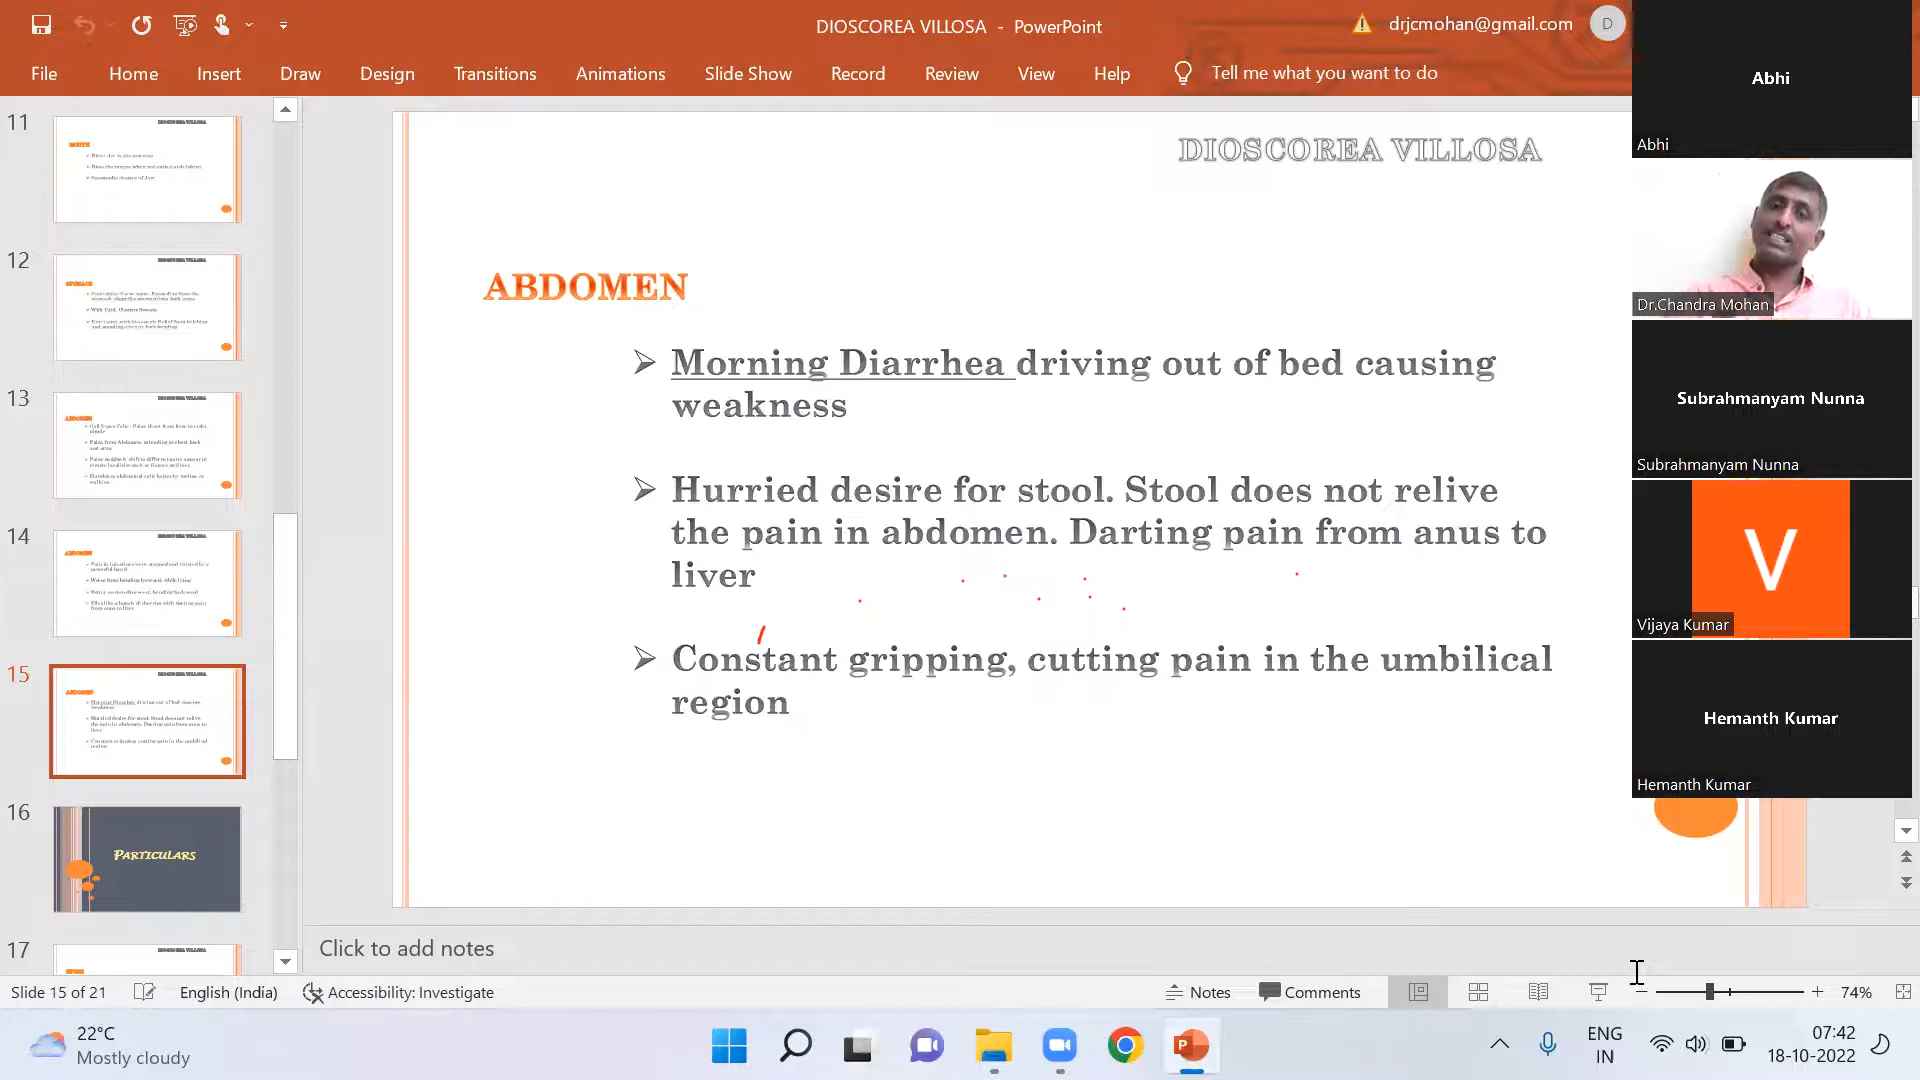 DIOSCOREA VILLOSA - PowerPoint
drjcmohan@gmail.com
D
File Home Insert Draw Design Transitions Animations Slide Show Record Review View Help Tell me what you want to do
Abhi
Abhi
Dr.Chandra Mohan
Subrahmanyam Nunna
Subrahmanyam Nunna
V
Vijaya Kumar
Hemanth Kumar
Hemanth Kumar
11
12
13
14
15
16
PARTICULARS
17
DIOSCOREA VILLOSA
ABDOMEN
Morning Diarrhea driving out of bed causing
weakness
Hurried desire for stool. Stool does not relive
the pain in abdomen. Darting pain from anus to
liver
Constant gripping, cutting pain in the umbilical
region
Click to add notes
Slide 15 of 21 English (India) Accessibility: Investigate Notes Comments 74%
22°C
Mostly cloudy
ENG
IN
07:42
18-10-2022